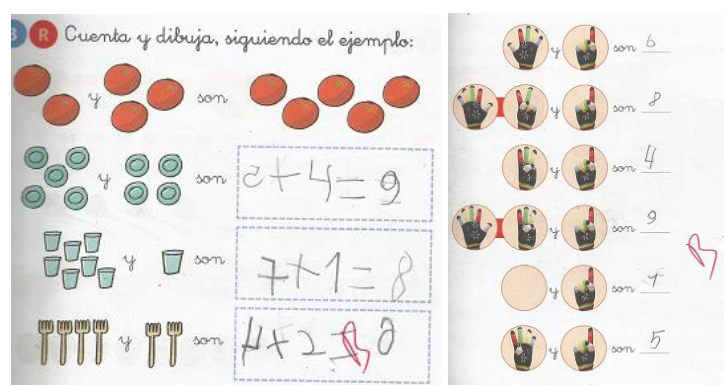 R Cuenta y dibuja, siguiendo el ejemplo:
y son
y son 5+4=9
y son 7+1=8
y son 4+2=
y son 6
y son 8
y son 4
y son 9
y son 1
y son 5